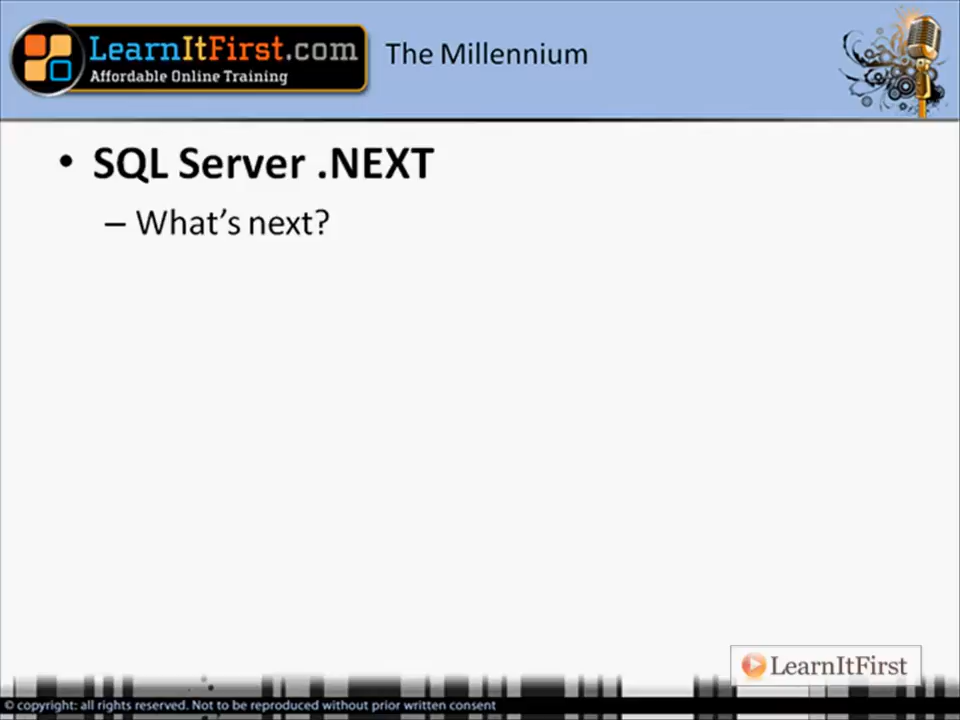 LearnItFirst.com
Affordable Online Training
The Millennium
• SQL Server .NEXT
– What's next?
LearnItFirst
© copyright: all rights reserved. Not to be reproduced without prior written consent